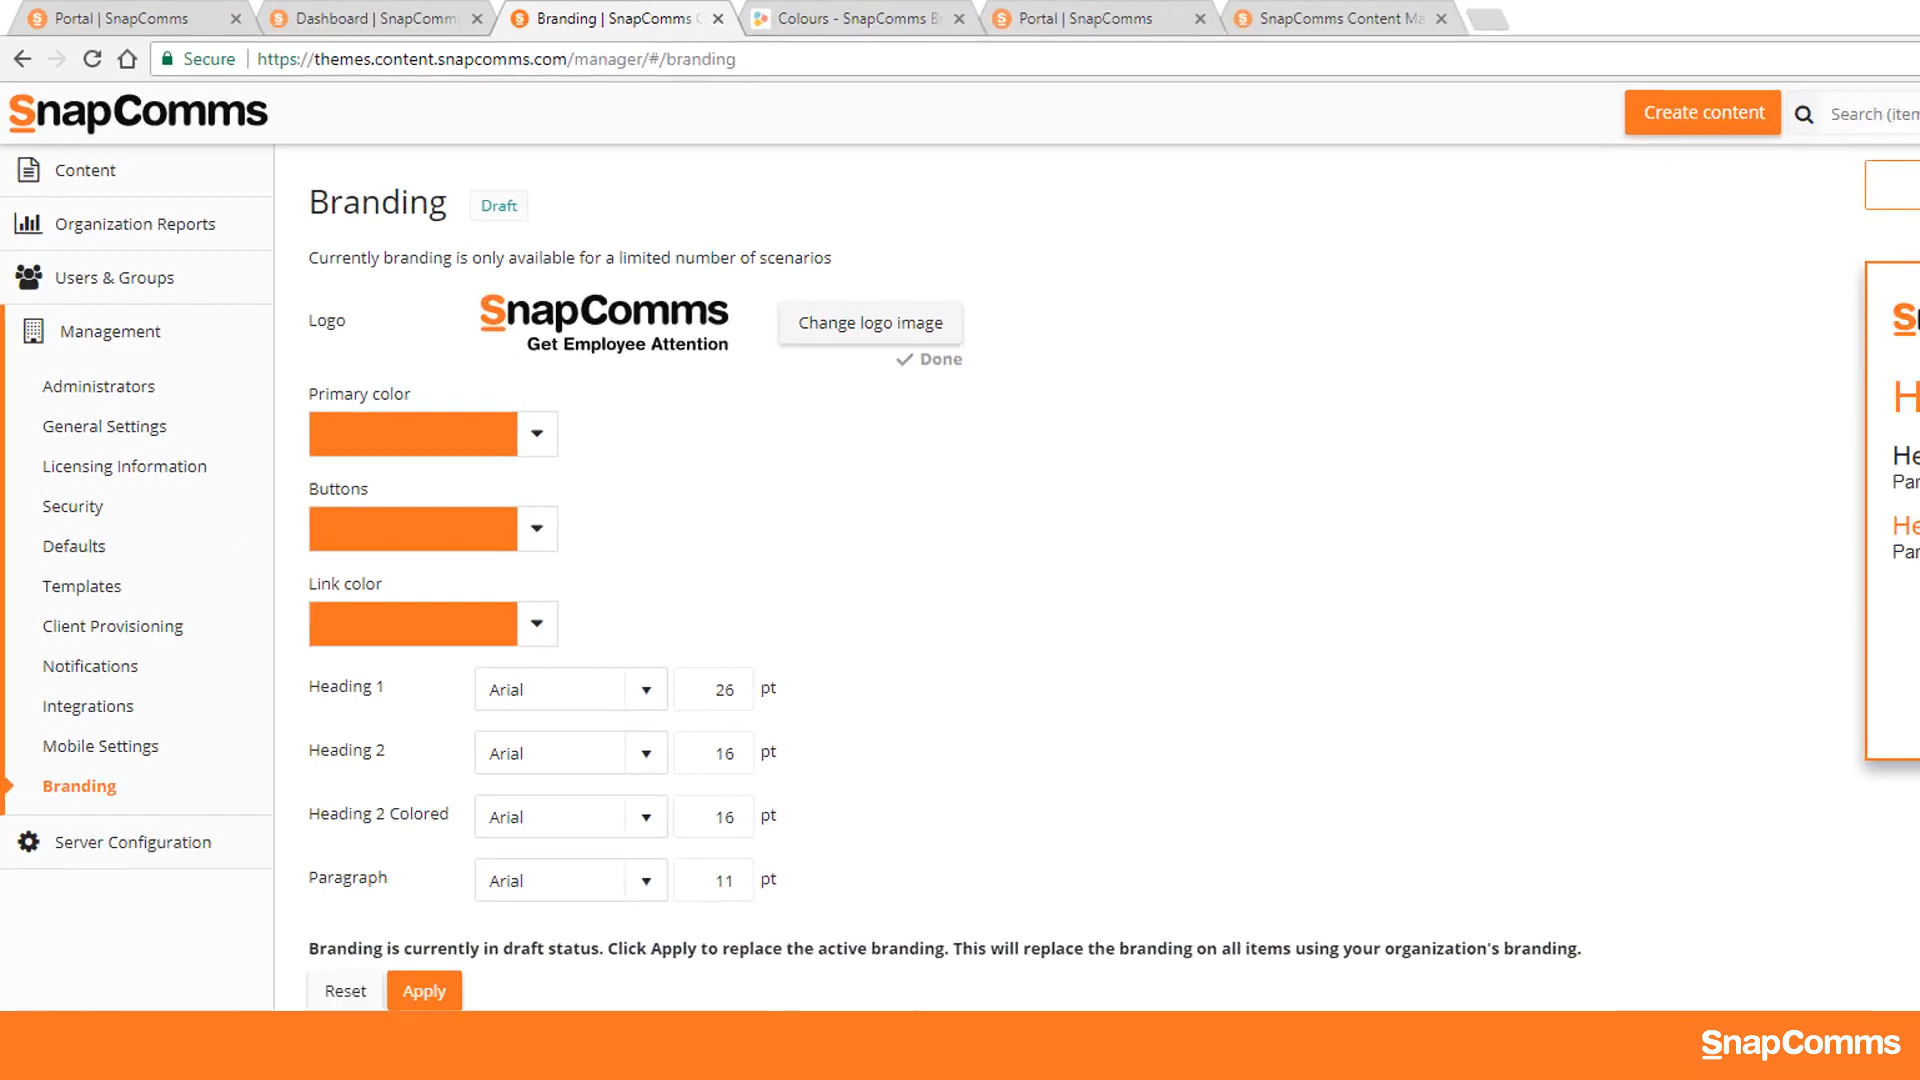 Portal | SnapComms
Dashboard | SnapComms
Branding | SnapComms
Colours - SnapComms B
Portal | SnapComms
SnapComms Content Ma
Secure
https://themes.content.snapcomms.com/manager/#/branding
SnapComms
Create content
Search (item
Content
Organization Reports
Users & Groups
Management
Administrators
General Settings
Licensing Information
Security
Defaults
Templates
Client Provisioning
Notifications
Integrations
Mobile Settings
Branding
Server Configuration
Branding
Draft
Currently branding is only available for a limited number of scenarios
Logo
SnapComms
Get Employee Attention
Change logo image
Done
Primary color
Buttons
Link color
Heading 1 Arial 26 pt
Heading 2 Arial 16 pt
Heading 2 Colored Arial 16 pt
Paragraph Arial 11 pt
Branding is currently in draft status. Click Apply to replace the active branding. This will replace the branding on all items using your organization's branding.
Reset
Apply
S
H
He
Par
He
Par
SnapComms